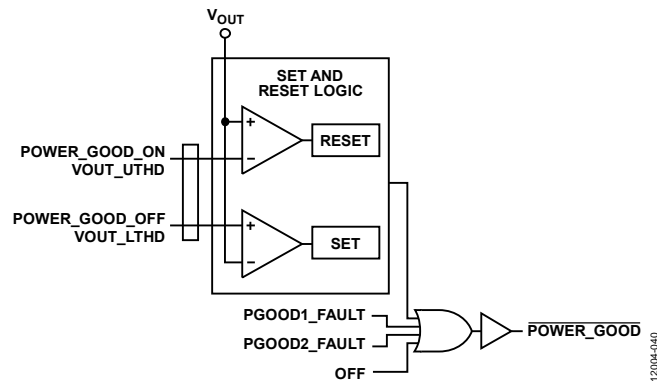 VOUT
SET AND
RESET LOGIC
+
−
RESET
POWER_GOOD_ON
VOUT_UTHD
POWER_GOOD_OFF
VOUT_LTHD
+
−
SET
PGOOD1_FAULT
PGOOD2_FAULT
OFF
POWER_GOOD
12004-040